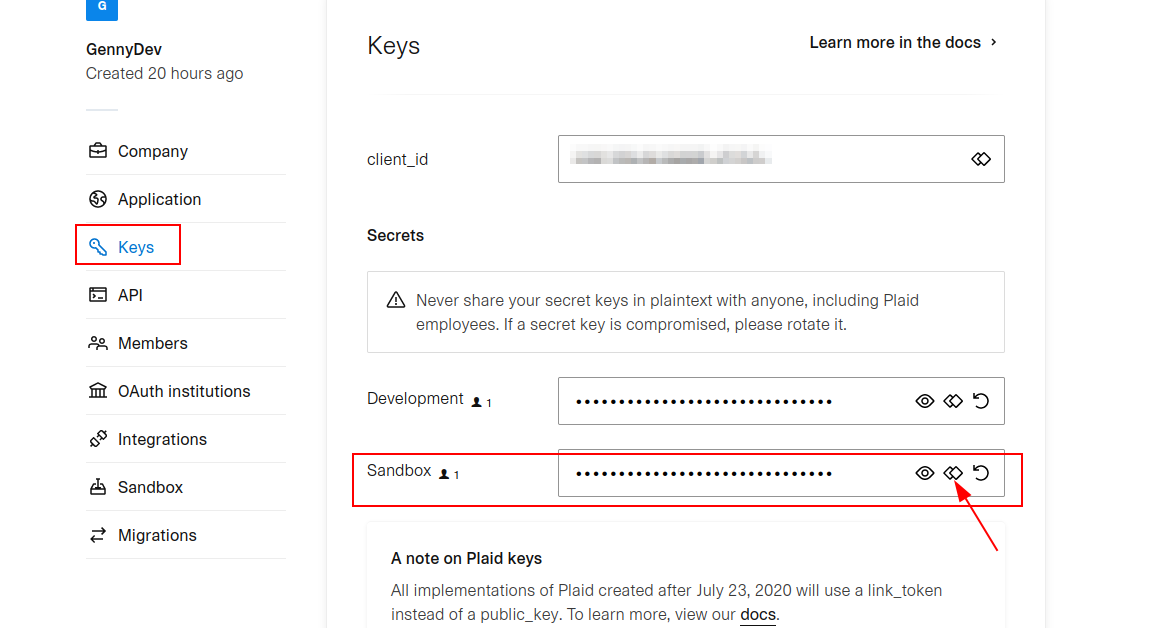 G
GennyDev
Created 20 hours ago
Company
Application
Keys
API
Members
OAuth institutions
Integrations
Sandbox
Migrations
Keys
Learn more in the docs ›
client_id
Secrets
Never share your secret keys in plaintext with anyone, including Plaid
employees. If a secret key is compromised, please rotate it.
Development 1
••••••••••••••••••••••••••••••
Sandbox 1
••••••••••••••••••••••••••••••
A note on Plaid keys
All implementations of Plaid created after July 23, 2020 will use a link_token
instead of a public_key. To learn more, view our docs.